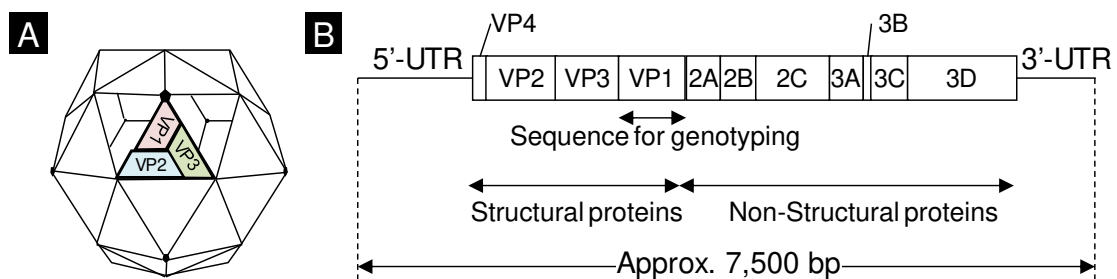 A
VP1
VP2
VP3
B
VP4
3B
5'-UTR
3'-UTR
VP2 VP3 VP1 2A 2B 2C 3A 3C 3D
Sequence for genotyping
Structural proteins
Non-Structural proteins
Approx. 7,500 bp